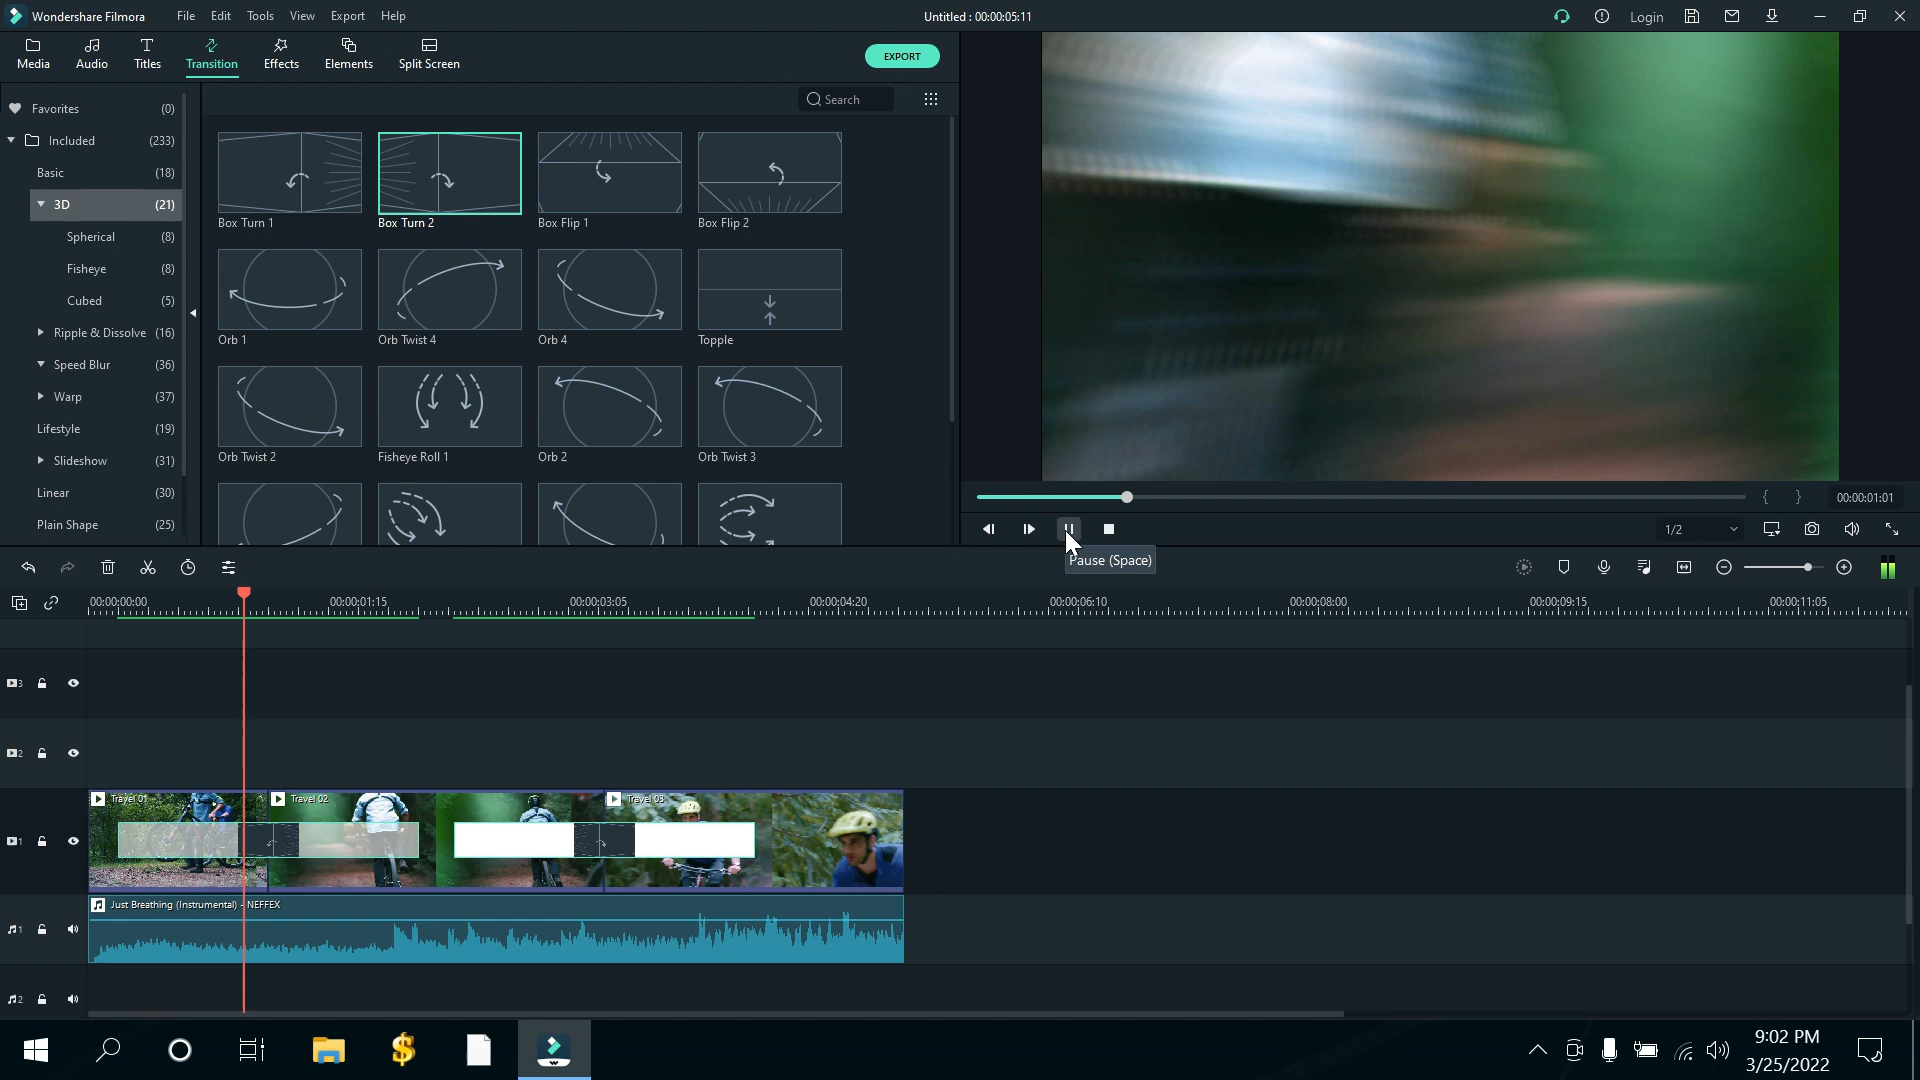 Wondershare Filmora
File Edit Tools View Export Help
Untitled : 00:00:05:11
Login
Media Audio Titles Transition Effects Elements Split Screen
EXPORT
Search
Favorites (0)
Included (233)
Basic (18)
3D (21)
Spherical (8)
Fisheye (8)
Cubed (5)
Ripple & Dissolve (16)
Speed Blur (36)
Warp (37)
Lifestyle (19)
Slideshow (31)
Linear (30)
Plain Shape (25)
Box Turn 1 Box Turn 2 Box Flip 1 Box Flip 2
Orb 1 Orb Twist 4 Orb 4 Topple
Orb Twist 2 Fisheye Roll 1 Orb 2 Orb Twist 3
{ } 00:00:01:01
1/2
Pause (Space)
00:00:00:00 00:00:01:15 00:00:03:05 00:00:04:20 00:00:06:10 00:00:08:00 00:00:09:15 00:00:11:05
3
2
Travel 01 Travel 02 Travel 03
1
Just Breathing (Instrumental) - NEFFEX
1
2
9:02 PM
3/25/2022